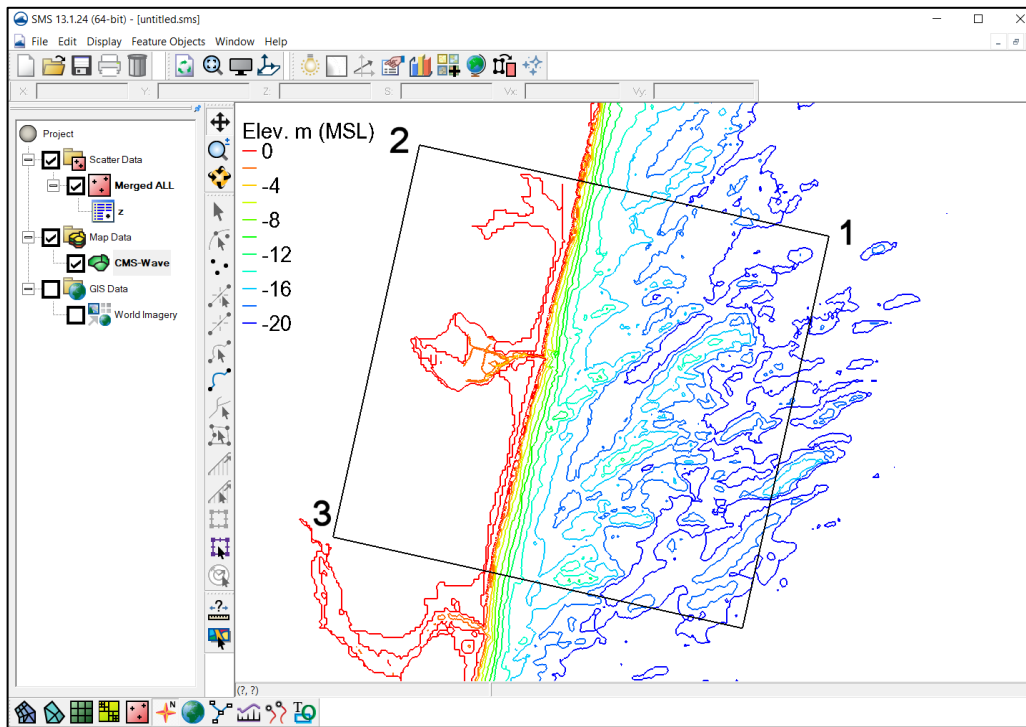 SMS 13.1.24 (64-bit) - [untitled.sms]
File Edit Display Feature Objects Window Help
X: Y: Z: S: Vx: Vy:
Project
Scatter Data
Merged ALL
z
Map Data
CMS-Wave
GIS Data
World Imagery
Elev. m (MSL)
0
-4
-8
-12
-16
-20
2
1
3
(?, ?)